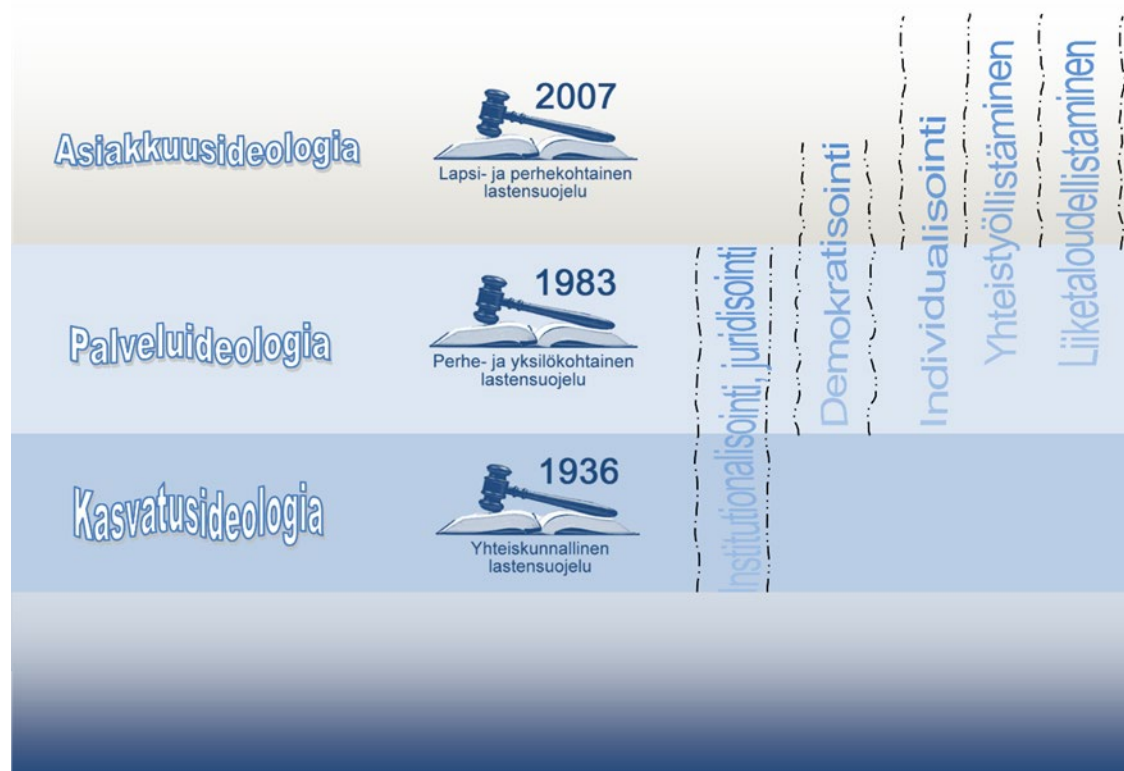 Asiakkuusideologia
2007
Lapsi- ja perhekohtainen
lastensuojelu
Palveluideologia
1983
Perhe- ja yksilökohtainen
lastensuojelu
Kasvatusideologia
1936
Yhteiskunnallinen
lastensuojelu
Institutionalisointi, juridisointi
Demokratisointi
Individualisointi
Yhteistyöllistäminen
Liiketaloudellistaminen